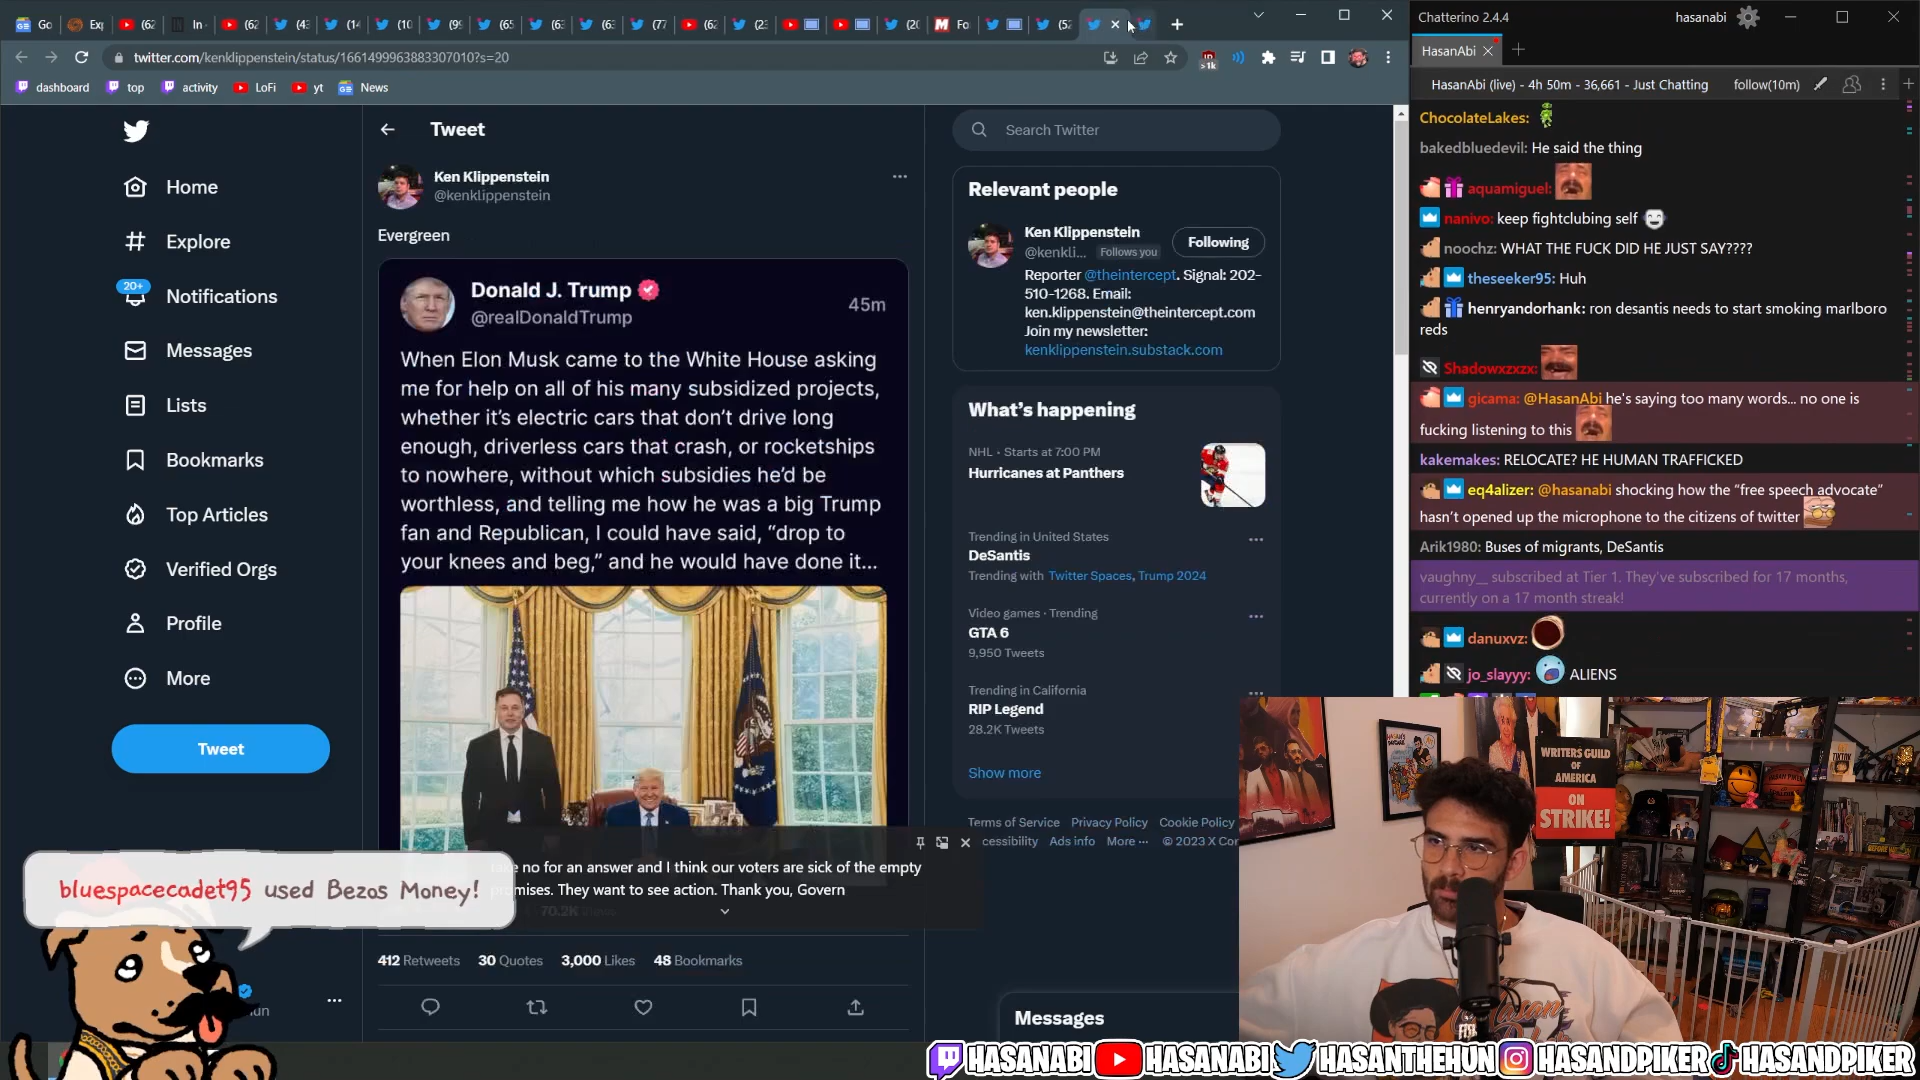 Go
Exp
(62
In
(62
(43
(14
(10
(99
(65
(63
(63
(77
(62
(23
(20
Fo
(52
twitter.com/kenklippenstein/status/1661499963883307010?s=20
>1k
dashboard
top
activity
LoFi
yt
News
Home
Explore
20+
Notifications
Messages
Lists
Bookmarks
Top Articles
Verified Orgs
Profile
More
Tweet
Tweet
Ken Klippenstein
@kenklippenstein
Evergreen
Donald J. Trump
@realDonaldTrump
45m
When Elon Musk came to the White House asking
me for help on all of his many subsidized projects,
whether it's electric cars that don't drive long
enough, driverless cars that crash, or rocketships
to nowhere, without which subsidies he'd be
worthless, and telling me how he was a big Trump
fan and Republican, I could have said, “drop to
your knees and beg,” and he would have done it...
no for an answer and I think our voters are sick of the empty
They want to see action. Thank you, Govern
70.2K Views
412 Retweets 30 Quotes 3,000 Likes 48 Bookmarks
bluespacecadet95 used Bezos Money!
Search Twitter
Relevant people
Ken Klippenstein
@kenkli... Follows you
Following
Reporter @theintercept. Signal: 202-
510-1268. Email:
ken.klippenstein@theintercept.com
Join my newsletter:
kenklippenstein.substack.com
What's happening
NHL · Starts at 7:00 PM
Hurricanes at Panthers
Trending in United States
DeSantis
Trending with Twitter Spaces, Trump 2024
Video games · Trending
GTA 6
9,950 Tweets
Trending in California
RIP Legend
28.2K Tweets
Show more
Terms of Service Privacy Policy Cookie Policy
Ads info More ··· © 2023 X Cor
Messages
Chatterino 2.4.4
hasanabi
HasanAbi
HasanAbi (live) - 4h 50m - 36,661 - Just Chatting
follow(10m)
ChocolateLakes:
bakedbluedevil: He said the thing
aquamiguel:
nanivo: keep fightclubing self
noochz: WHAT THE FUCK DID HE JUST SAY????
theseeker95: Huh
henryandorhank: ron desantis needs to start smoking marlboro
reds
Shadowxzxzx:
gicama: @HasanAbi he's saying too many words... no one is
fucking listening to this
kakemakes: RELOCATE? HE HUMAN TRAFFICKED
eq4alizer: @hasanabi shocking how the “free speech advocate”
hasn't opened up the microphone to the citizens of twitter
Arik1980: Buses of migrants, DeSantis
vaughny__ subscribed at Tier 1. They've subscribed for 17 months,
currently on a 17 month streak!
danuxvz:
jo_slayyy: ALIENS
WRITERS GUILD
OF AMERICA
ON
STRIKE!
HASANABI HASANABI HASANTHEHUN HASANDPIKER HASANDPIKER